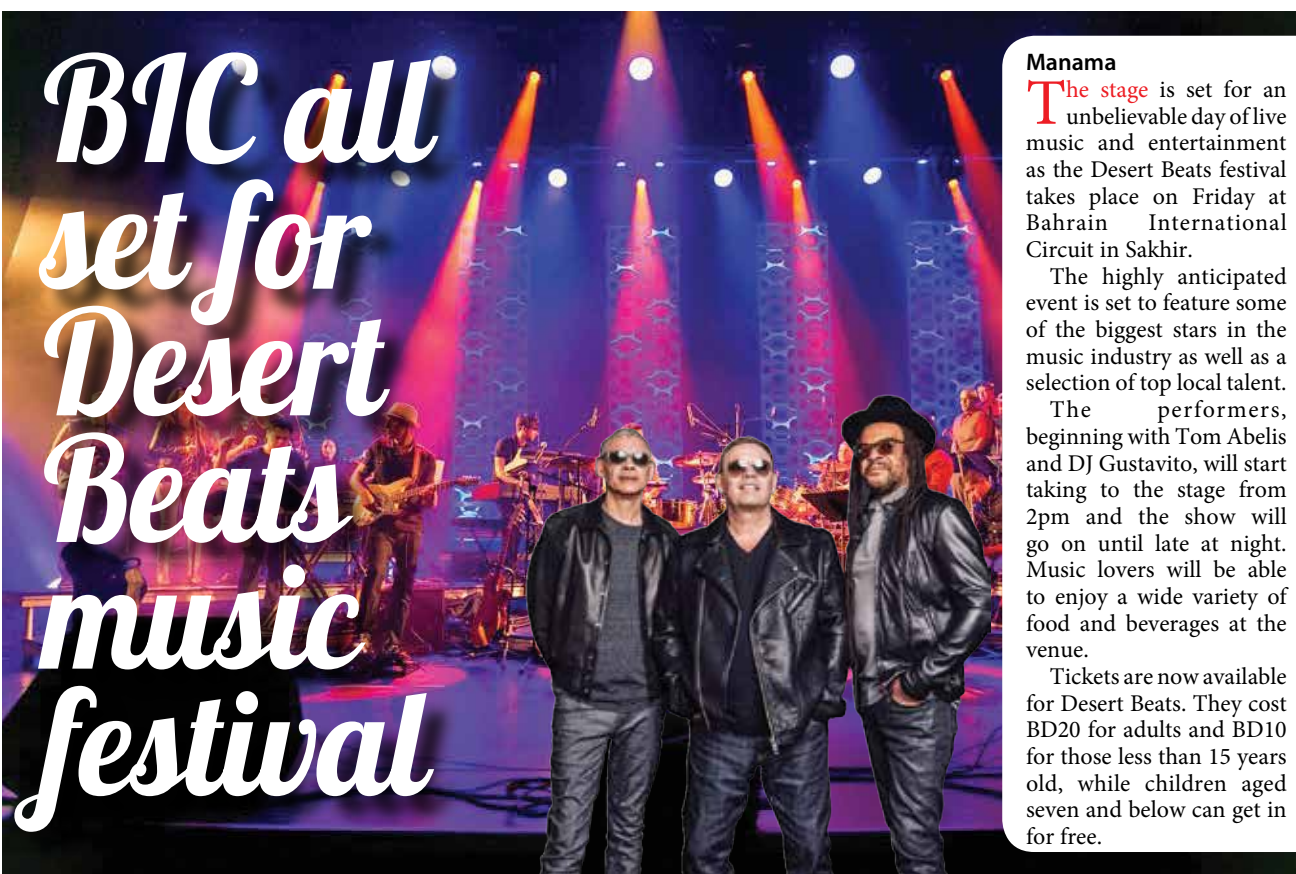 BIC all
set for
Desert
Beats
music
festival
Manama
The stage is set for an
unbelievable day of live
music and entertainment
as the Desert Beats festival
takes place on Friday at
Bahrain International
Circuit in Sakhir.
The highly anticipated
event is set to feature some
of the biggest stars in the
music industry as well as a
selection of top local talent.
The performers,
beginning with Tom Abelis
and DJ Gustavito, will start
taking to the stage from
2pm and the show will
go on until late at night.
Music lovers will be able
to enjoy a wide variety of
food and beverages at the
venue.
Tickets are now available
for Desert Beats. They cost
BD20 for adults and BD10
for those less than 15 years
old, while children aged
seven and below can get in
for free.